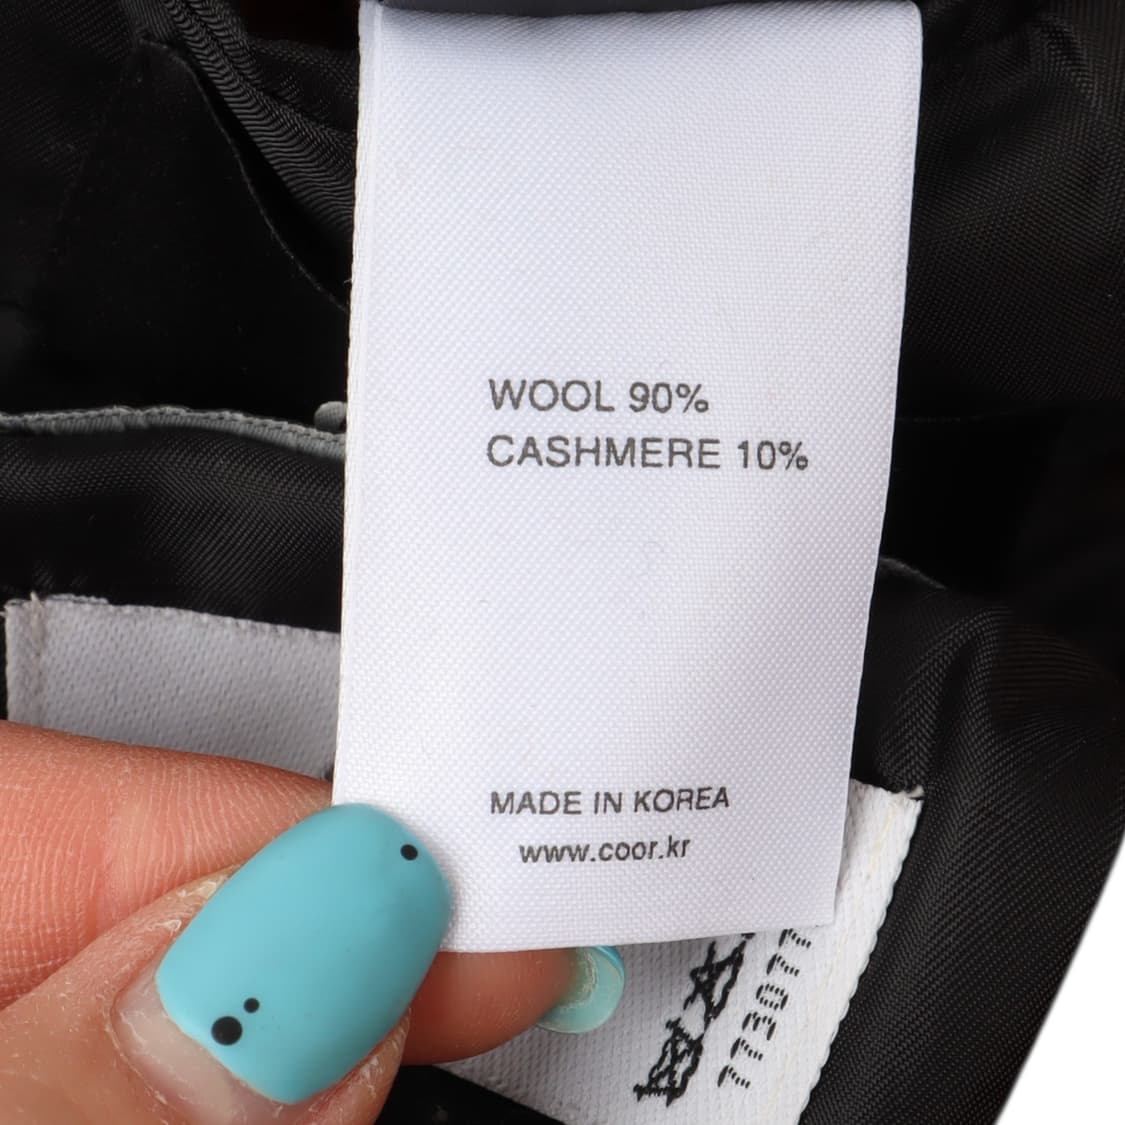 WOOL 90%
CASHMERE 10%
MADE IN KOREA
www.coor.kr